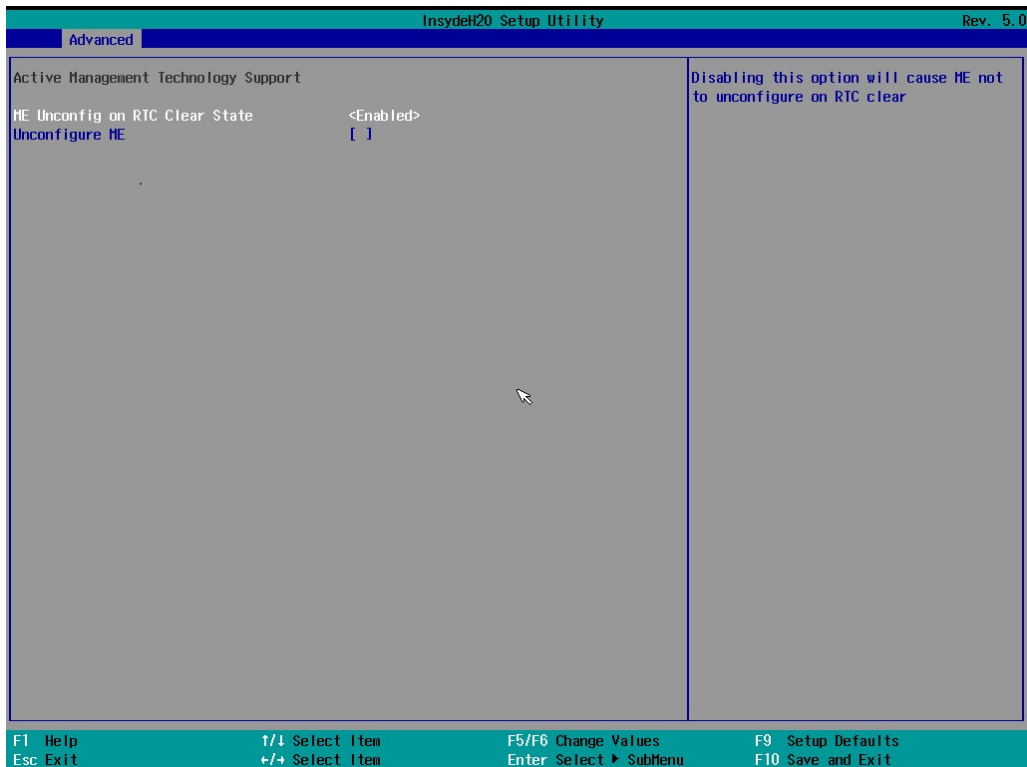 InsydeH20 Setup Utility Rev. 5.0
Advanced
Active Management Technology Support
ME Unconfig on RTC Clear State <Enabled>
Unconfigure ME [ ]
Disabling this option will cause ME not
to unconfigure on RTC clear
F1 Help ↑/↓ Select Item F5/F6 Change Values F9 Setup Defaults
Esc Exit ←/→ Select Item Enter Select ▶ SubMenu F10 Save and Exit